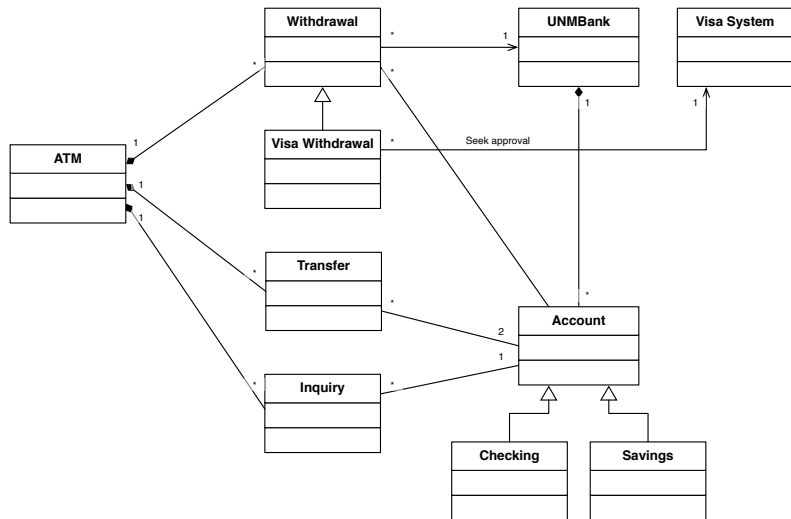 Withdrawal
UNMBank
Visa System
*
1
*
*
1
1
1
Visa Withdrawal
*
Seek approval
ATM
1
1
1
Transfer
*
*
*
Account
2
1
Inquiry
*
*
Checking
Savings